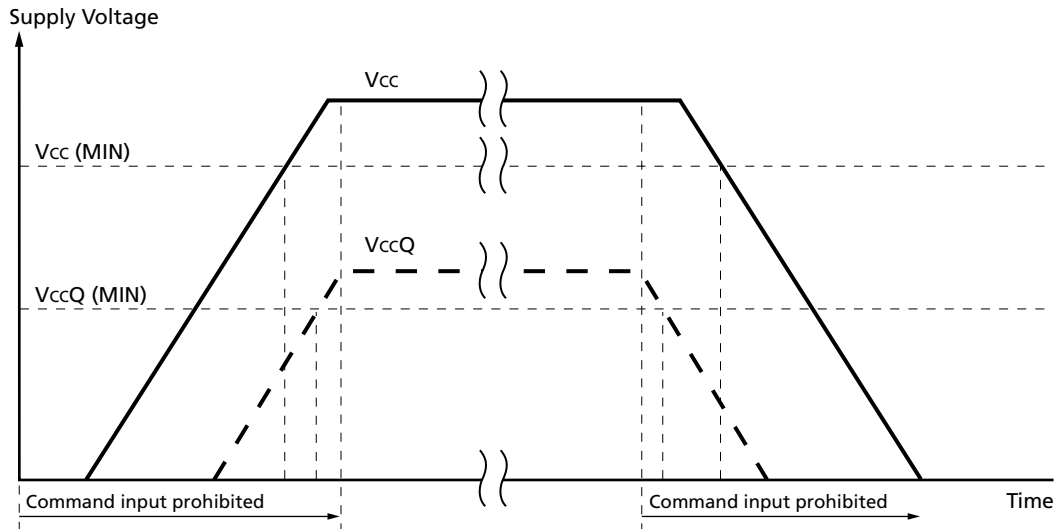 Supply Voltage
Vcc
Vcc (MIN)
VccQ
VccQ (MIN)
Command input prohibited
Command input prohibited
Time